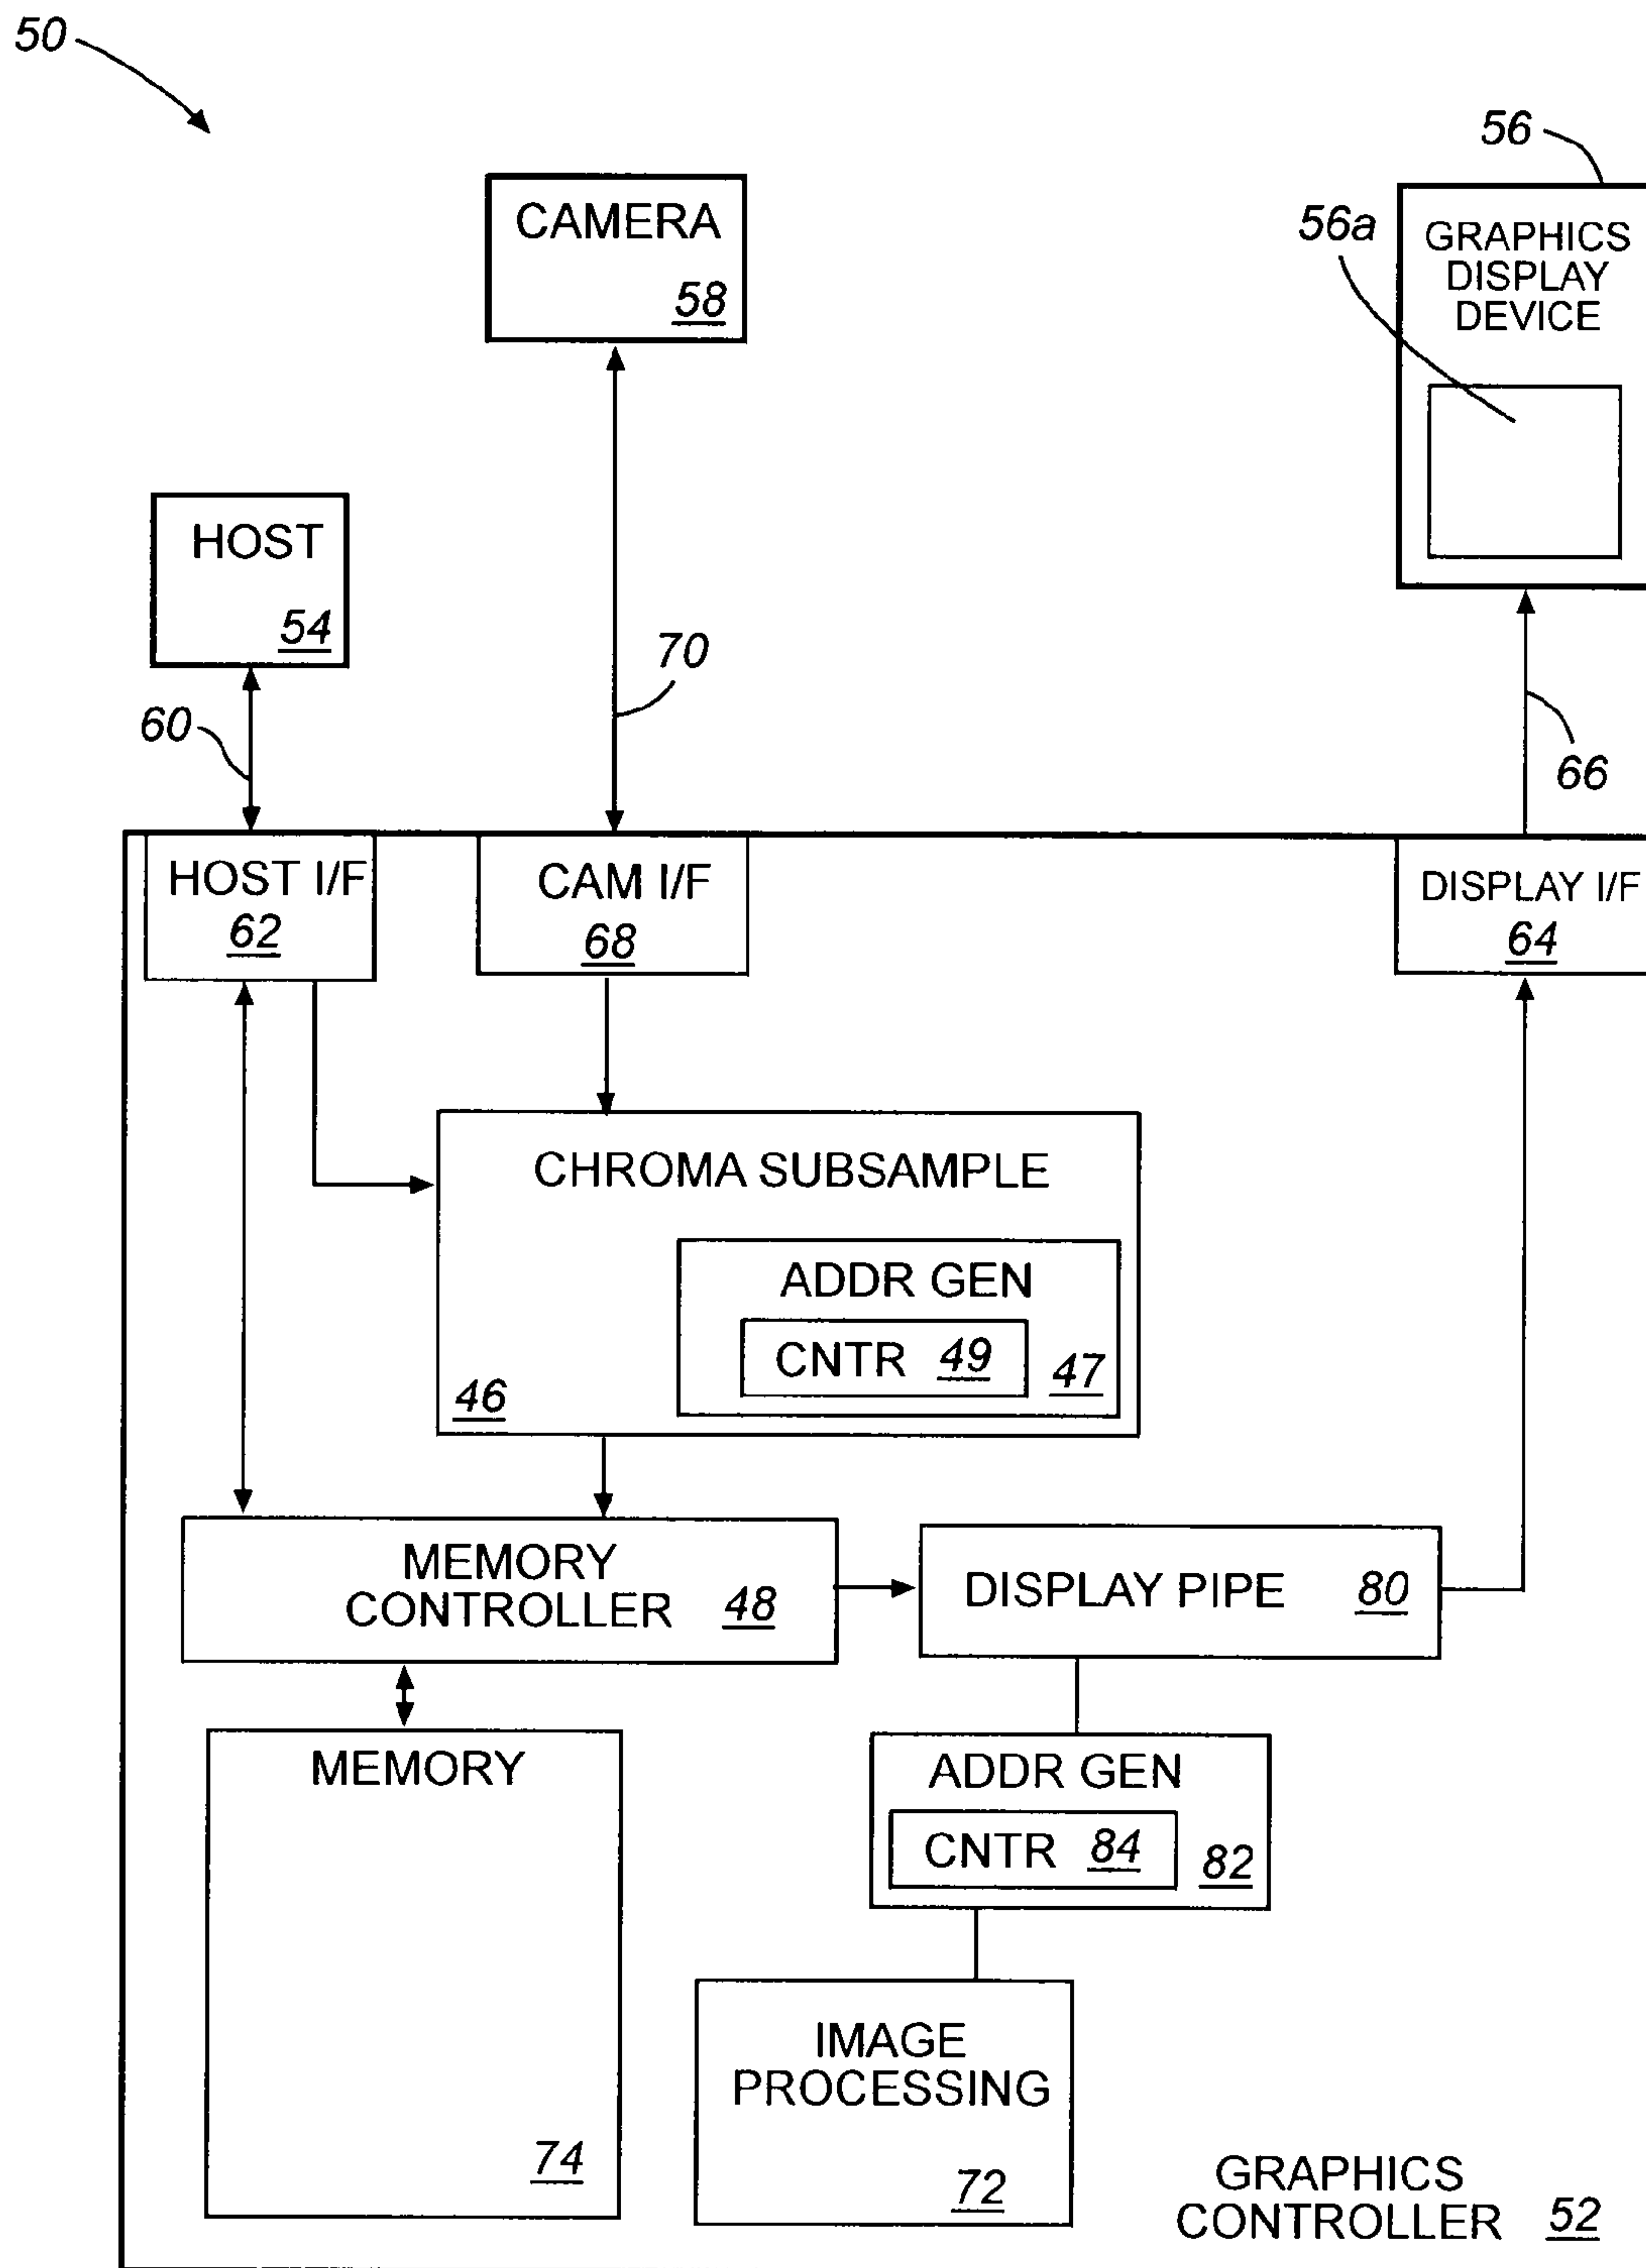 50
CAMERA
58
56
56a
GRAPHICS
DISPLAY
DEVICE
HOST
54
60
70
66
HOST I/F
62
CAM I/F
68
DISPLAY I/F
64
CHROMA SUBSAMPLE
ADDR GEN
CNTR 49
47
46
MEMORY
CONTROLLER 48
DISPLAY PIPE 80
MEMORY
74
ADDR GEN
CNTR 84
82
IMAGE
PROCESSING
72
GRAPHICS
CONTROLLER 52